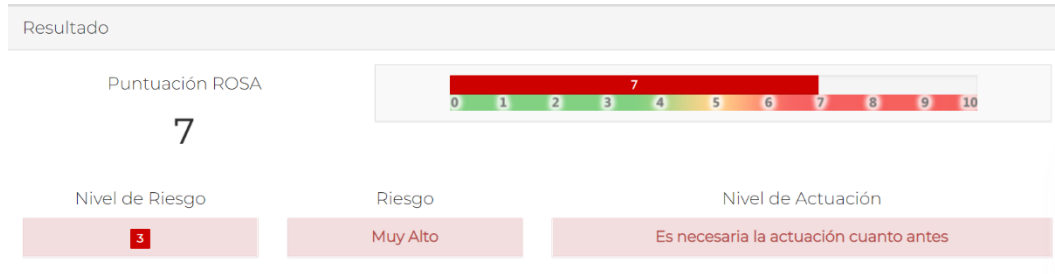 Resultado
Puntuación ROSA
7
7
0 1 2 3 4 5 6 7 8 9 10
Nivel de Riesgo
Riesgo
Nivel de Actuación
3
Muy Alto
Es necesaria la actuación cuanto antes